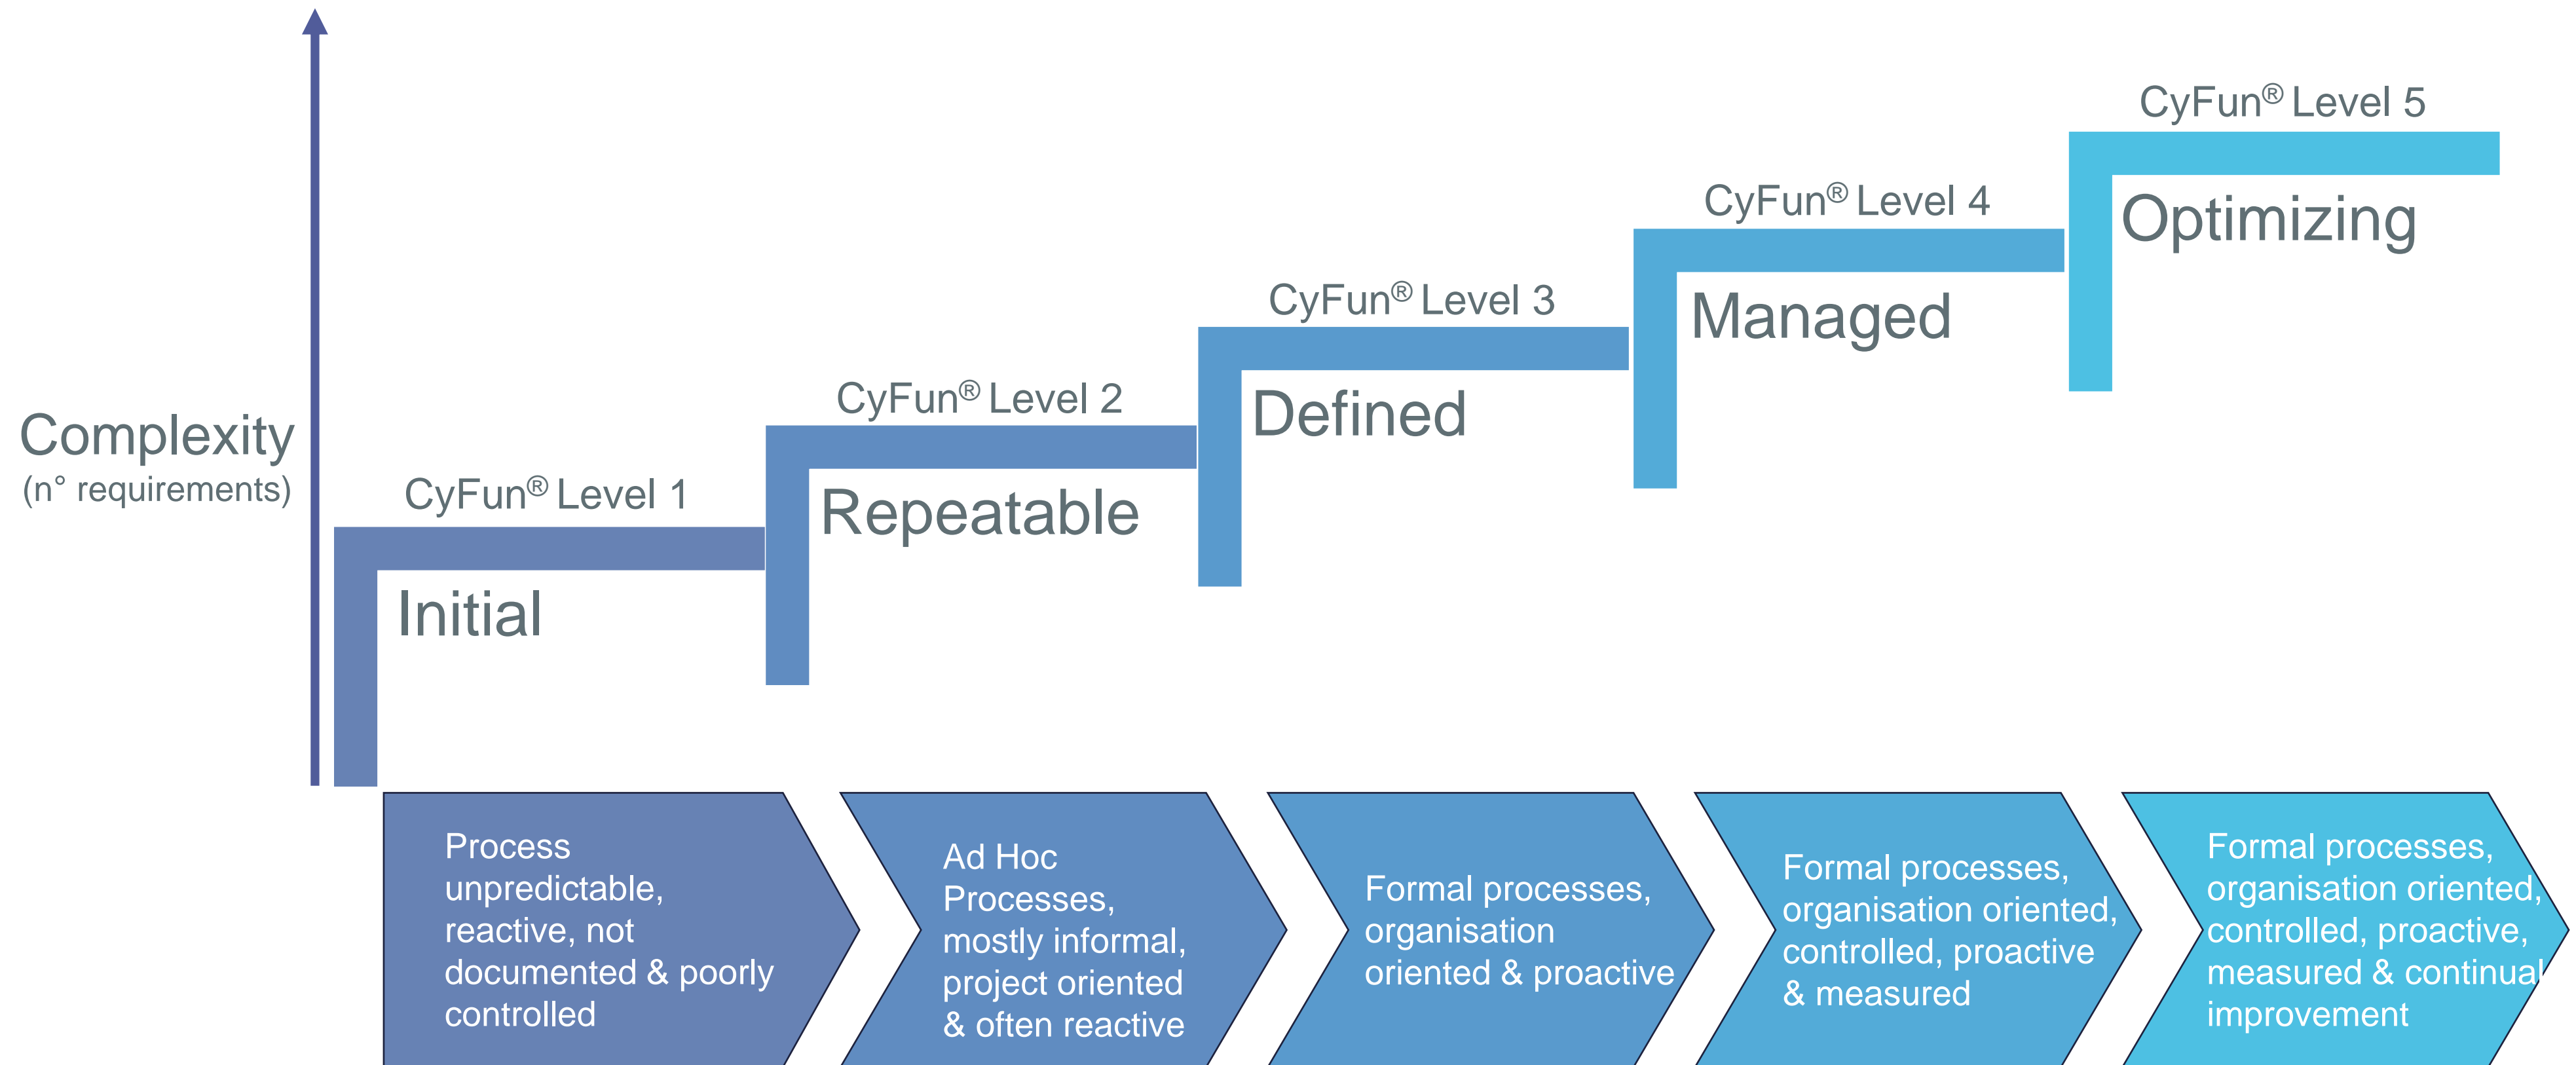 CyFun® Level 5
Optimizing
CyFun® Level 4
Managed
CyFun® Level 3
Defined
CyFun® Level 2
Repeatable
CyFun® Level 1
Initial
Complexity
(n° requirements)
Process
unpredictable,
reactive, not
documented & poorly
controlled
Ad Hoc
Processes,
mostly informal,
project oriented
& often reactive
Formal processes,
organisation
oriented & proactive
Formal processes,
organisation oriented,
controlled, proactive
& measured
Formal processes,
organisation oriented,
controlled, proactive,
measured & continual
improvement